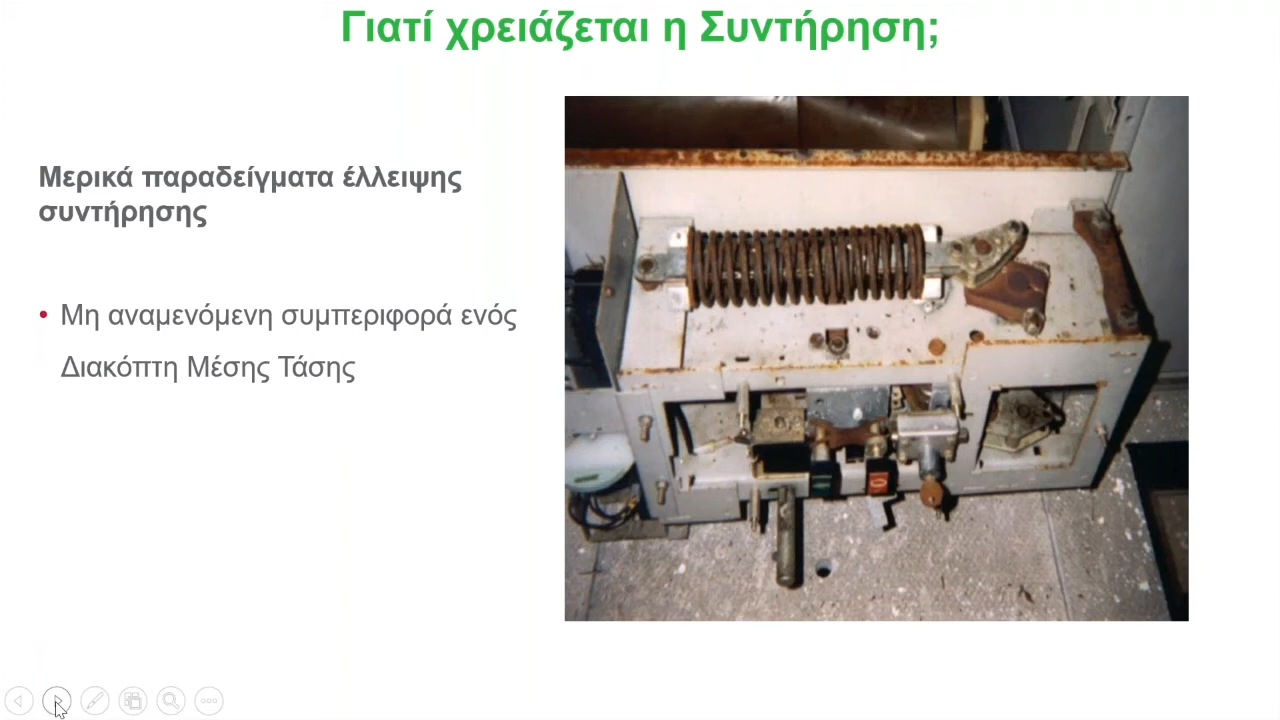 Γιατί χρειάζεται η Συντήρηση;
Μερικά παραδείγματα έλλειψης
συντήρησης
• Μη αναμενόμενη συμπεριφορά ενός
Διακόπτη Μέσης Τάσης